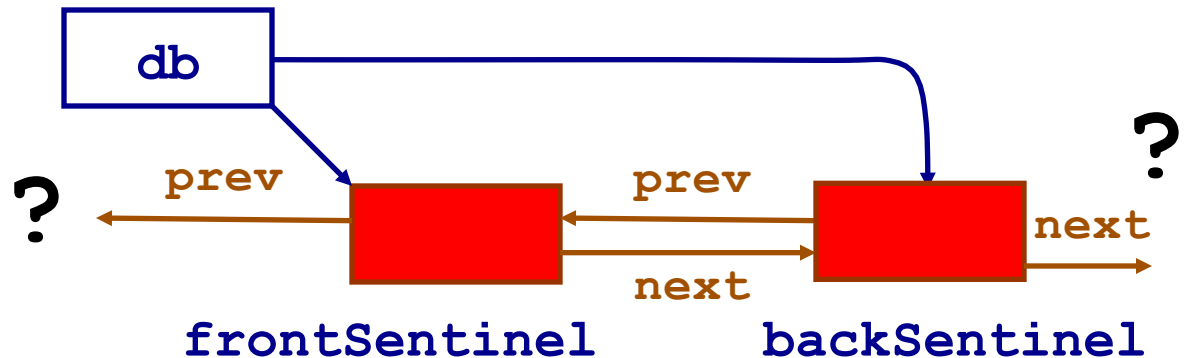 db
?
prev
prev
?
next
next
frontSentinel
backSentinel